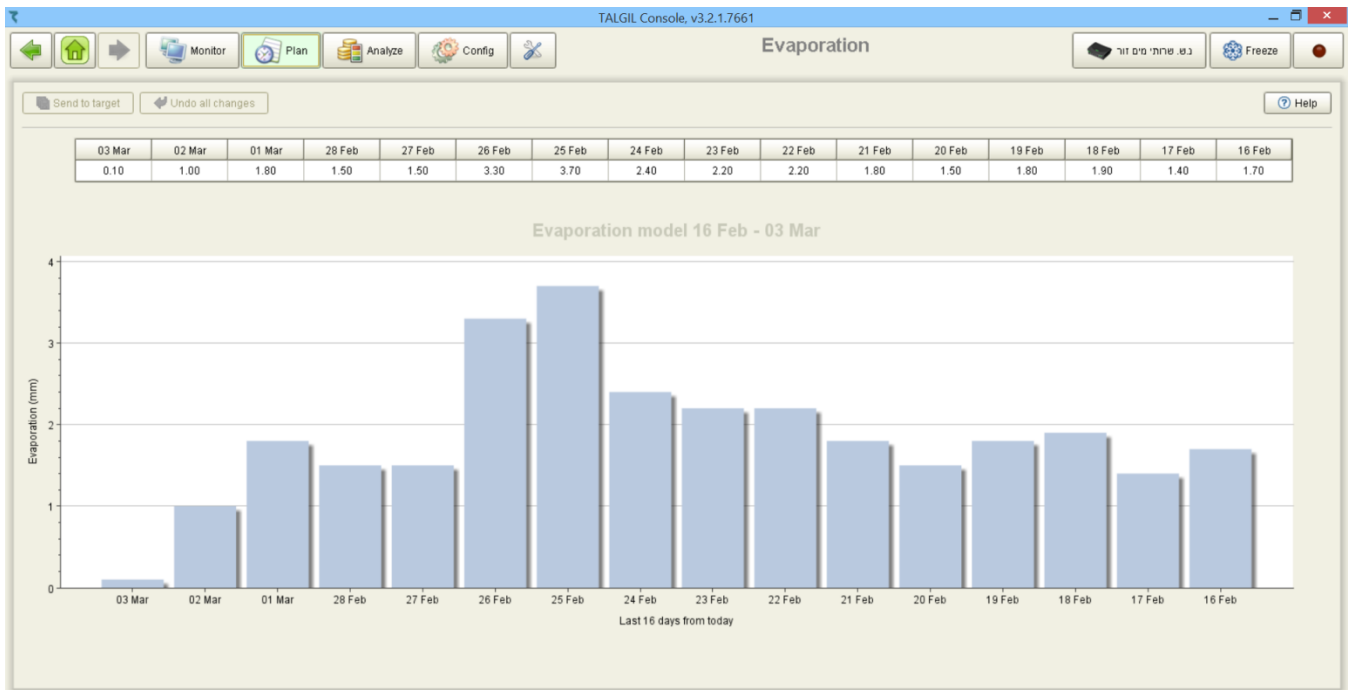 TALGIL Console, v3.2.1.7661
Monitor Plan Analyze Config Evaporation נ.ש. שרותי מים זור Freeze
Send to target Undo all changes Help
03 Mar 02 Mar 01 Mar 28 Feb 27 Feb 26 Feb 25 Feb 24 Feb 23 Feb 22 Feb 21 Feb 20 Feb 19 Feb 18 Feb 17 Feb 16 Feb
0.10 1.00 1.80 1.50 1.50 3.30 3.70 2.40 2.20 2.20 1.80 1.50 1.80 1.90 1.40 1.70
Evaporation model 16 Feb - 03 Mar
4
3
2
1
0
Evaporation (mm)
03 Mar 02 Mar 01 Mar 28 Feb 27 Feb 26 Feb 25 Feb 24 Feb 23 Feb 22 Feb 21 Feb 20 Feb 19 Feb 18 Feb 17 Feb 16 Feb
Last 16 days from today